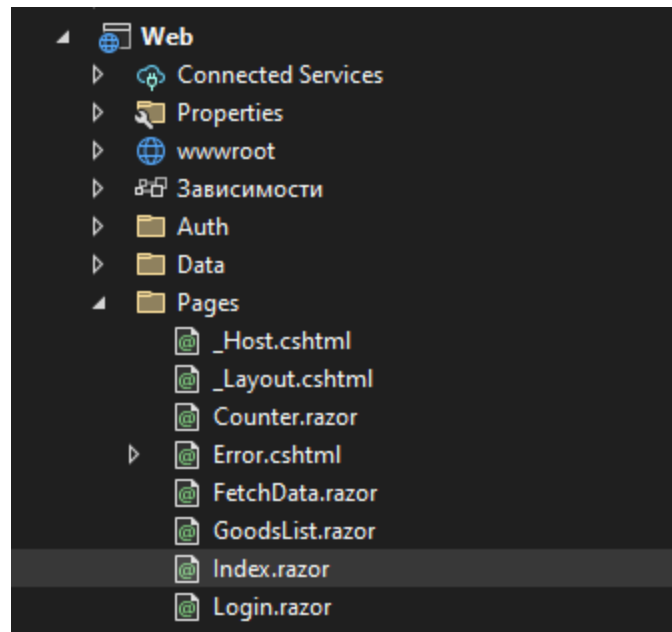 Web
Connected Services
Properties
wwwroot
Зависимости
Auth
Data
Pages
_Host.cshtml
_Layout.cshtml
Counter.razor
Error.cshtml
FetchData.razor
GoodsList.razor
Index.razor
Login.razor